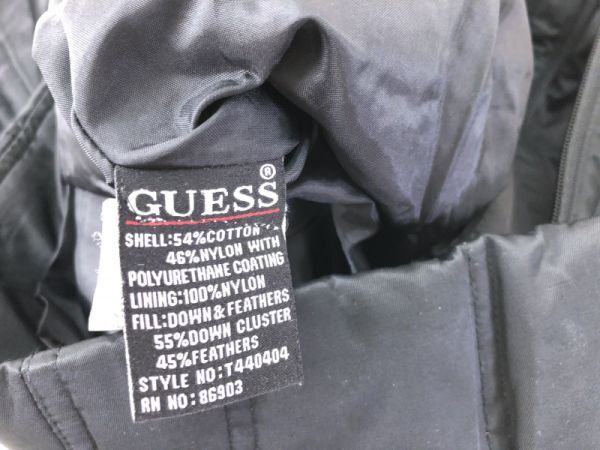 GUESS®
SHELL:54%COTTON
46%NYLON WITH
POLYURETHANE COATING
LINING:100%NYLON
FILL:DOWN&FEATHERS
55%DOWN CLUSTER
45%FEATHERS
STYLE NO:T440404
RN NO:86903